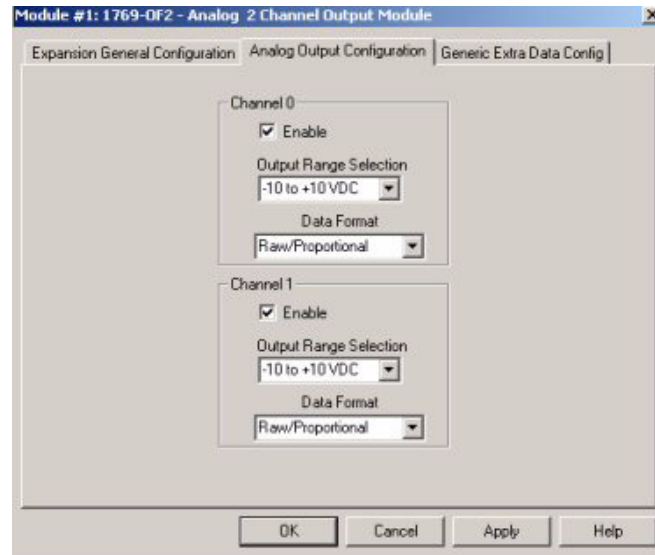 Module #1: 1769-OF2 - Analog 2 Channel Output Module
Expansion General Configuration Analog Output Configuration Generic Extra Data Config
Channel 0
Enable
Output Range Selection
-10 to +10 VDC
Data Format
Raw/Proportional
Channel 1
Enable
Output Range Selection
-10 to +10 VDC
Data Format
Raw/Proportional
OK Cancel Apply Help